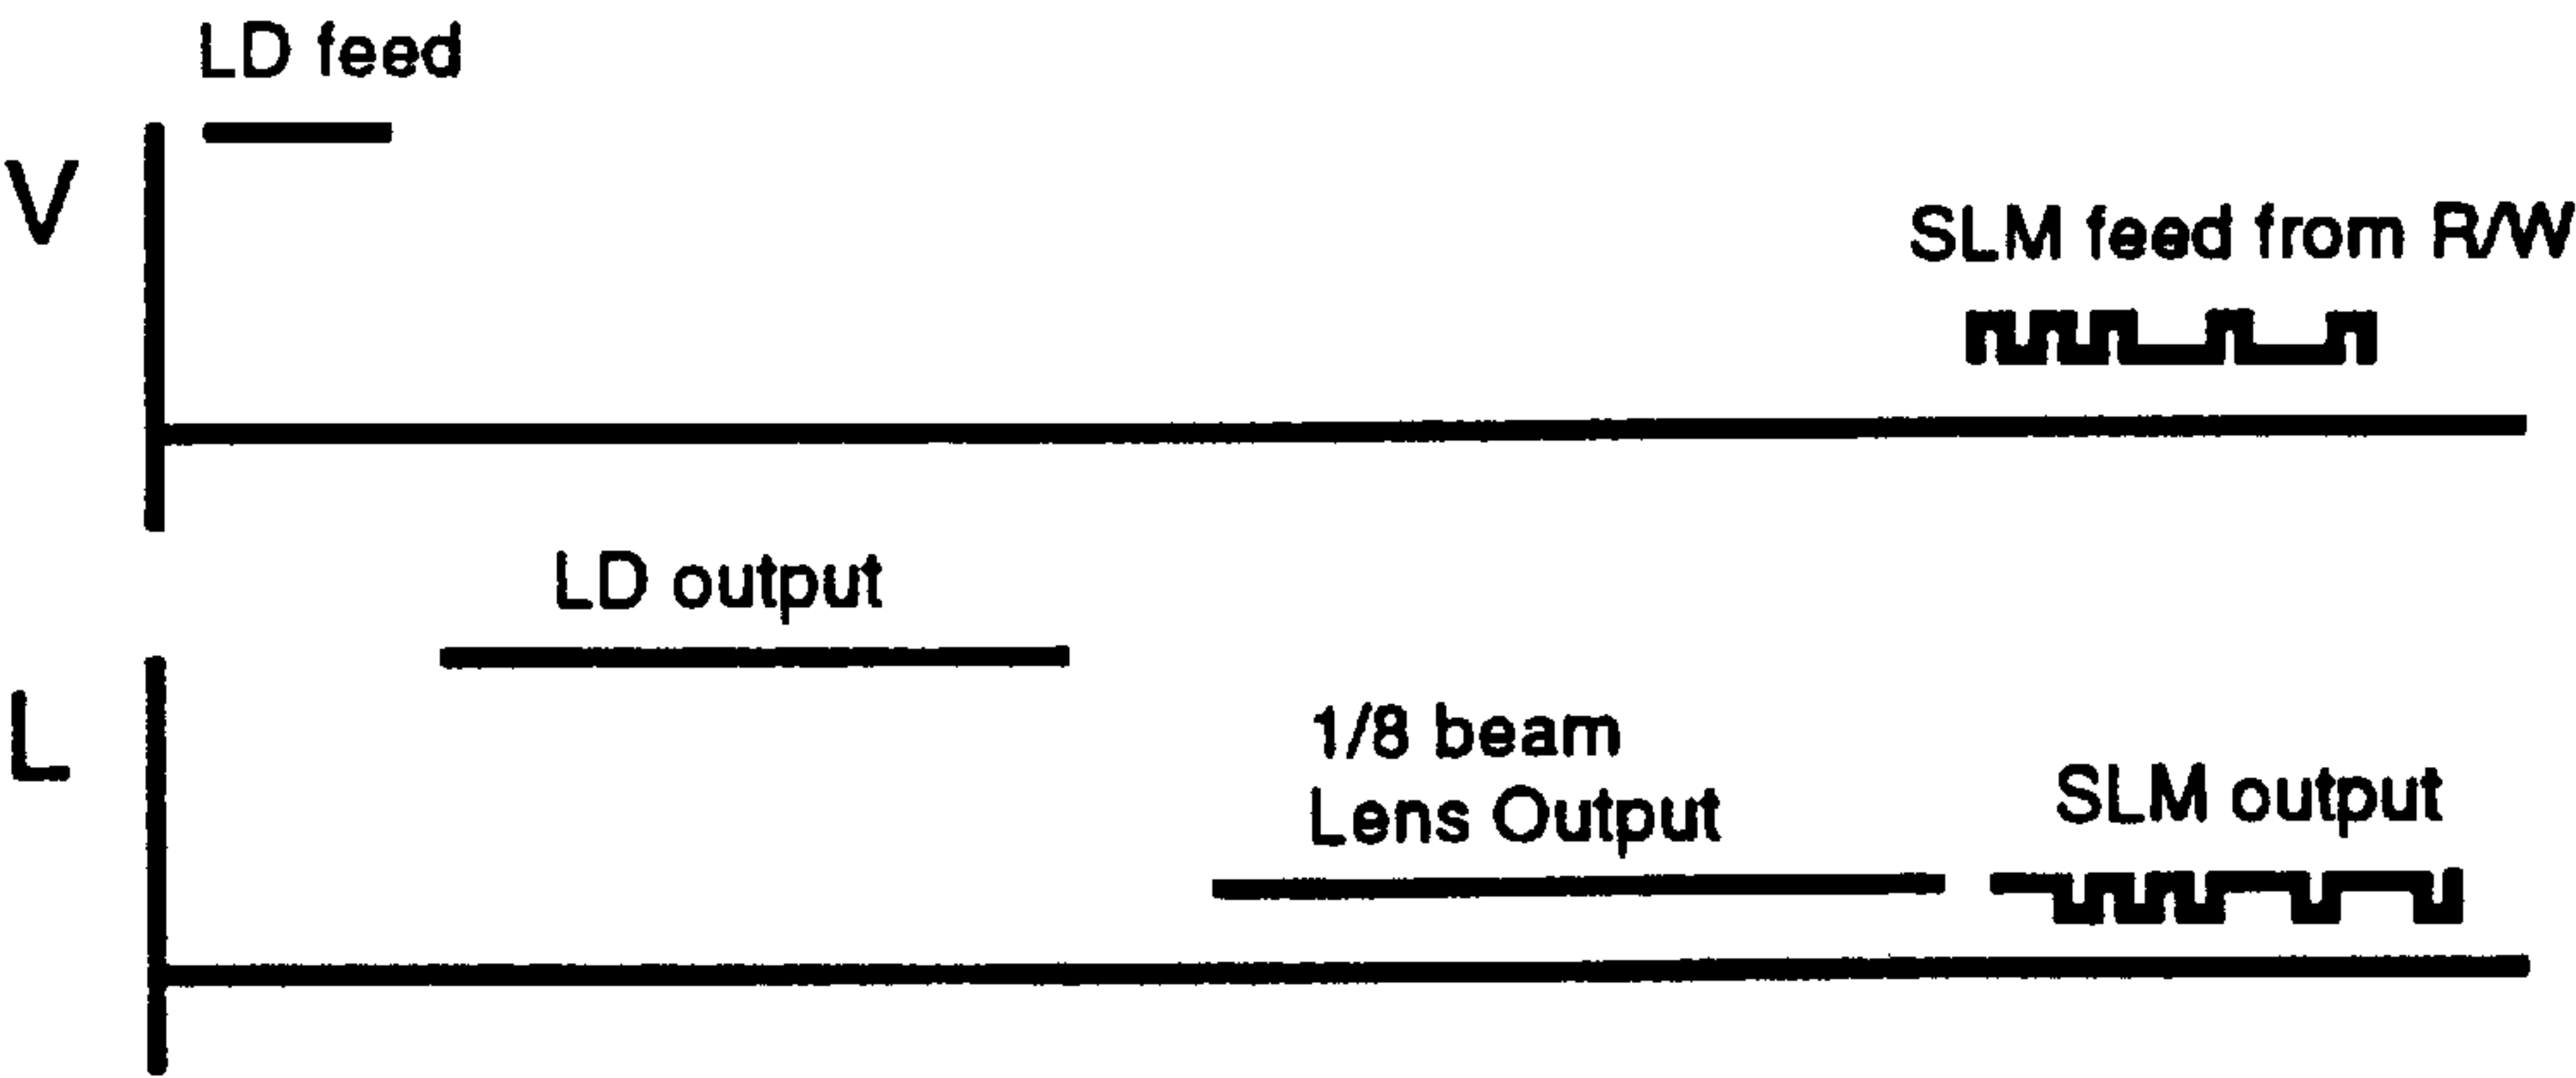 LD feed
V
SLM feed from R/W
LD output
L
1/8 beam
Lens Output
SLM output